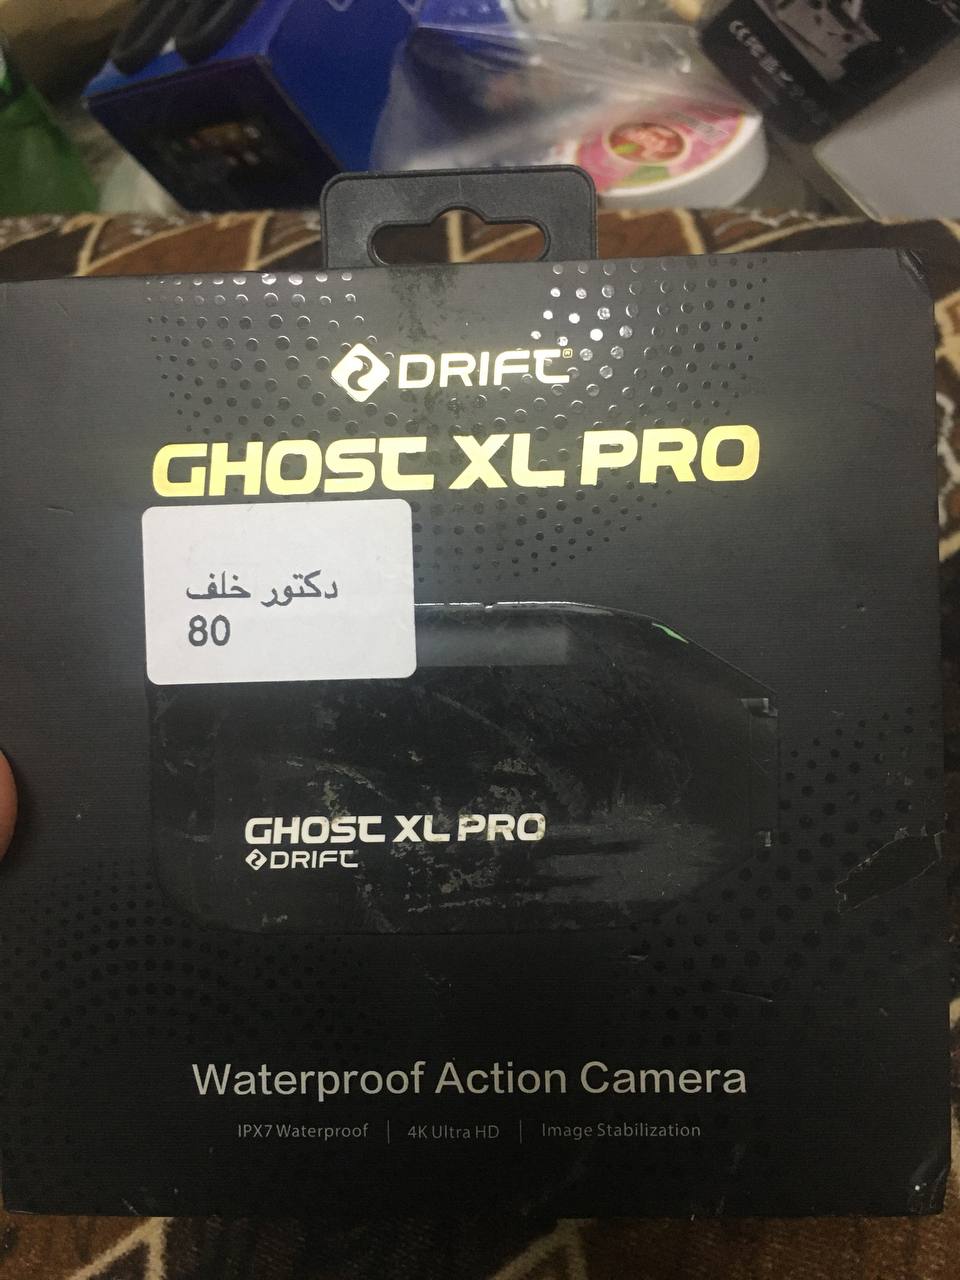 DRIFT
GHOST XL PRO
دكتور خلف
80
GHOST XL PRO
DRIFT
Waterproof Action Camera
IPX7 Waterproof | 4K Ultra HD | Image Stabilization